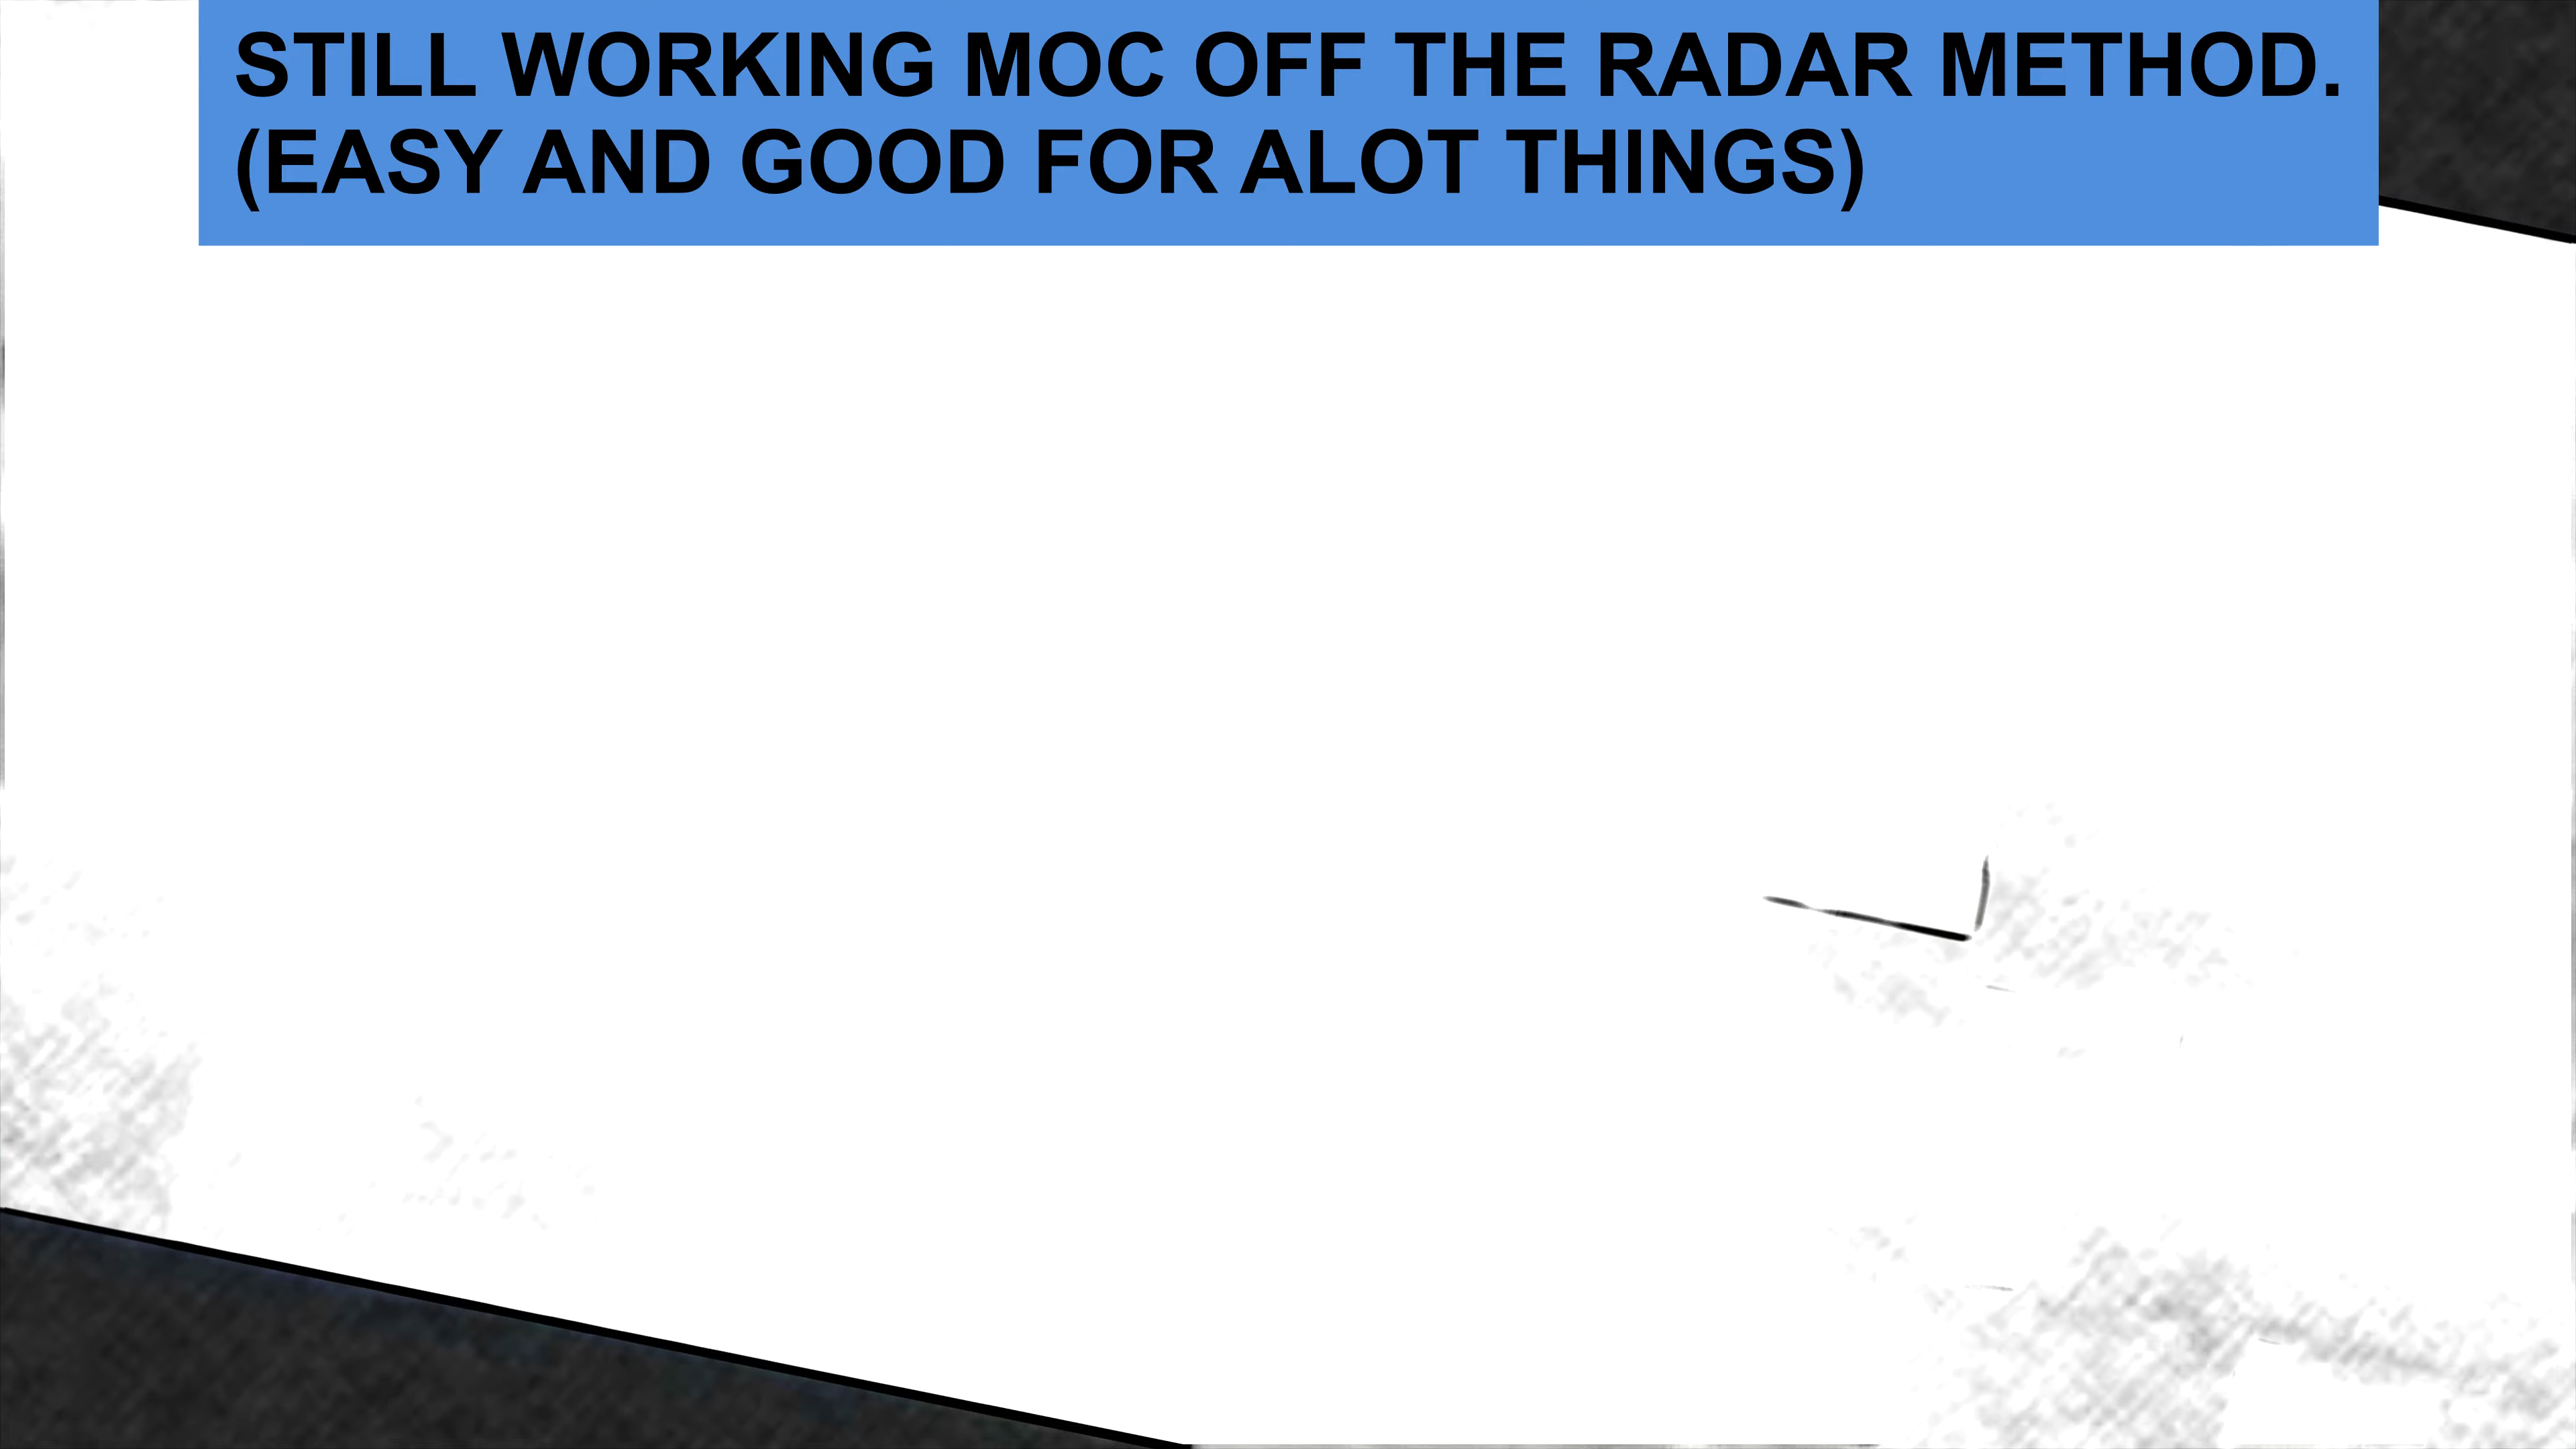 STILL WORKING MOC OFF THE RADAR METHOD.
(EASY AND GOOD FOR ALOT THINGS)